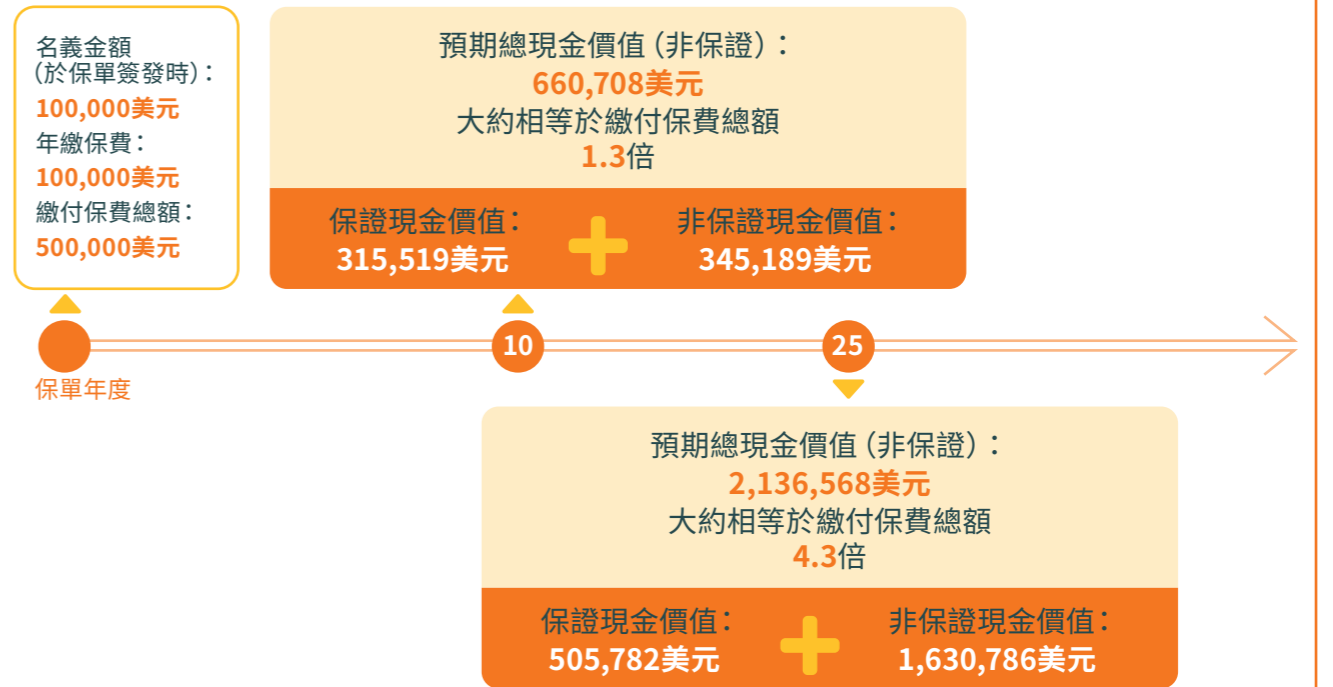 名義金額
（於保單簽發時）：
100,000美元
年繳保費：
100,000美元
繳付保費總額：
500,000美元
預期總現金價值（非保證）：
660,708美元
大約相等於繳付保費總額
1.3倍
保證現金價值：
315,519美元
非保證現金價值：
345,189美元
10
25
保單年度
預期總現金價值（非保證）：
2,136,568美元
大約相等於繳付保費總額
4.3倍
保證現金價值：
505,782美元
非保證現金價值：
1,630,786美元